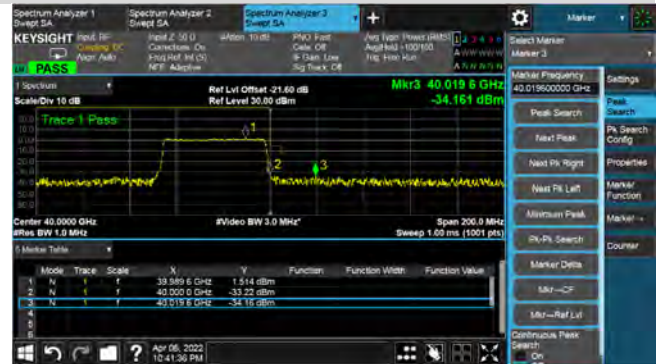 Spectrum Analyzer 1
Swept SA
Spectrum Analyzer 2
Swept SA
Spectrum Analyzer 3
Swept SA
+
Marker
KEYSIGHT
Input: RF
Coupling: DC
Align: Auto
Input Z: 50 Ω
Corrections: On
Freq Ref: Int (S)
NFE: Adaptive
#Atten: 10 dB
PNO: Fast
Gate: Off
IF Gain: Low
Sig Track: Off
Avg Type: Power (RMS)
Avg|Hold: >100/100
Trig: Free Run
PASS
Select Marker
Marker 3
1 Spectrum
Scale/Div 10 dB
Ref Lvl Offset -21.60 dB
Ref Level 30.00 dBm
Mkr3 40.019 6 GHz
-34.161 dBm
Trace 1 Pass
1
2
3
Center 40.0000 GHz
#Res BW 1.0 MHz
#Video BW 3.0 MHz*
Span 200.0 MHz
Sweep 1.00 ms (1001 pts)
5 Marker Table
Mode Trace Scale X Y Function Function Width Function Value
1 N 1 f 39.989 6 GHz 1.514 dBm
2 N 1 f 40.000 0 GHz -33.22 dBm
3 N 1 f 40.019 6 GHz -34.16 dBm
4
5
6
Marker Frequency
40.019600000 GHz
Peak Search
Next Peak
Next Pk Right
Next Pk Left
Minimum Peak
Pk-Pk Search
Marker Delta
Mkr→CF
Mkr→Ref Lvl
Continuous Peak
Search
On
Settings
Peak
Search
Pk Search
Config
Properties
Marker
Function
Marker→
Counter
?
Apr 06, 2022
10:41:36 PM